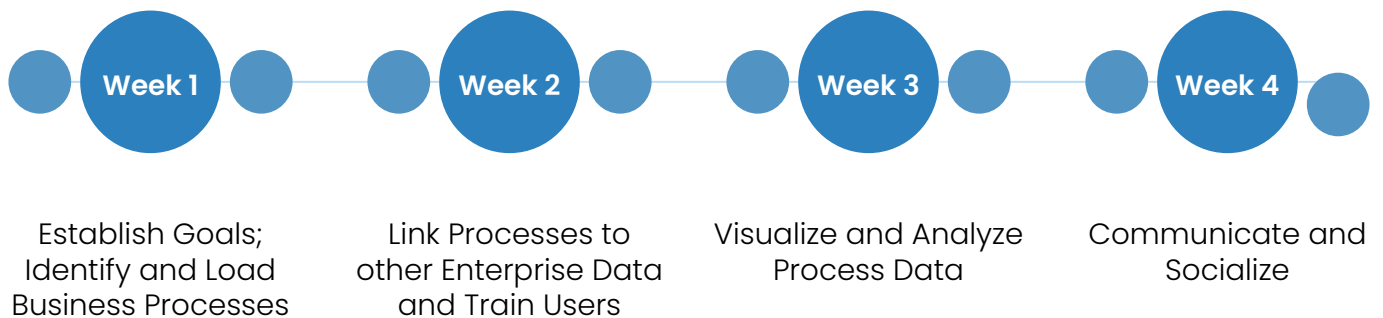 Week 1
Week 2
Week 3
Week 4
Establish Goals;
Identify and Load
Business Processes
Link Processes to
other Enterprise Data
and Train Users
Visualize and Analyze
Process Data
Communicate and
Socialize